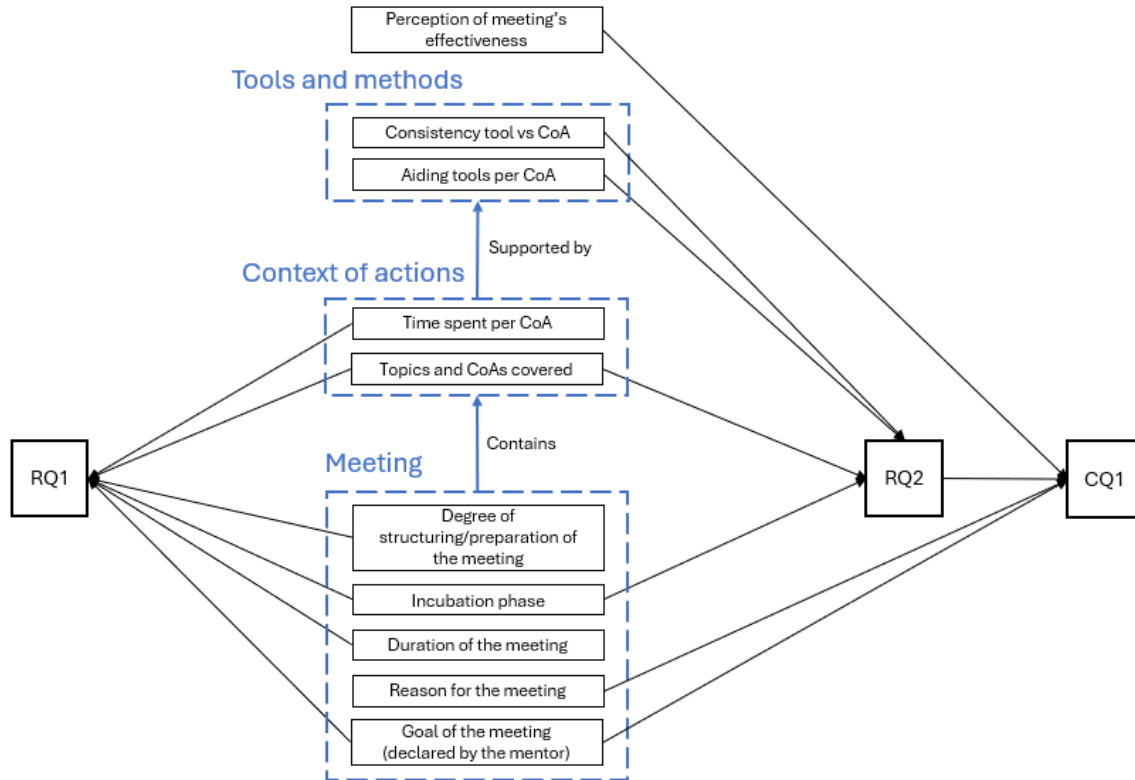 Perception of meeting's
effectiveness
Tools and methods
Consistency tool vs CoA
Aiding tools per CoA
Supported by
Context of actions
Time spent per CoA
Topics and CoAs covered
Contains
Meeting
RQ1
RQ2
CQ1
Degree of
structuring/preparation of
the meeting
Incubation phase
Duration of the meeting
Reason for the meeting
Goal of the meeting
(declared by the mentor)